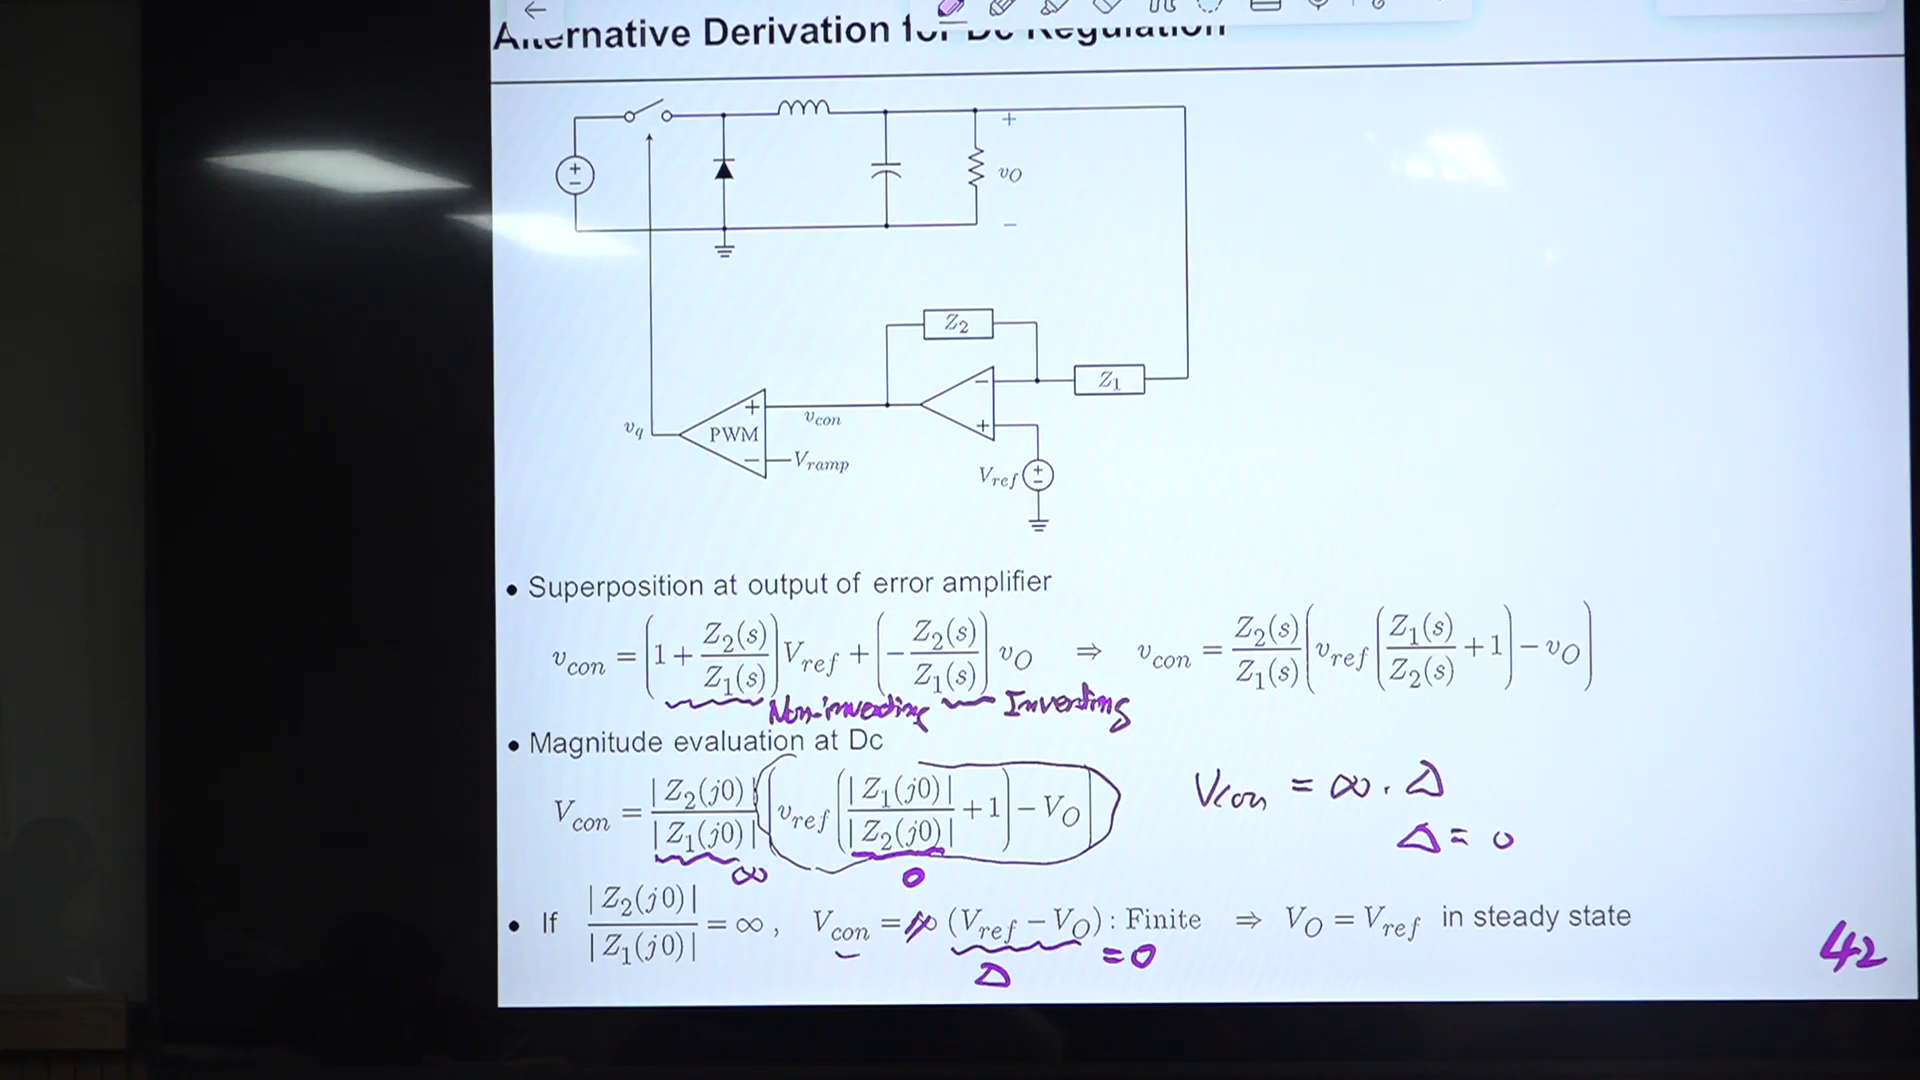 Alternative Derivation for Dc Regulation
+
+
−
vO
−
Z2
−
Z1
+
vcon
+
vq
PWM
−
Vramp
Vref
+
−
• Superposition at output of error amplifier
vcon = (1 + Z2(s)/Z1(s)) Vref + (− Z2(s)/Z1(s)) vO ⇒ vcon = Z2(s)/Z1(s) (vref (Z1(s)/Z2(s) + 1) − vO)
Non-inverting Inverting
• Magnitude evaluation at Dc
Vcon = |Z2(j0)|/|Z1(j0)| (vref (|Z1(j0)|/|Z2(j0)| + 1) − VO)
Vcon = ∞ · Δ
Δ = 0
∞ 0
• If |Z2(j0)|/|Z1(j0)| = ∞ , Vcon = ∞ (Vref − VO) : Finite ⇒ VO = Vref in steady state
Δ = 0
42